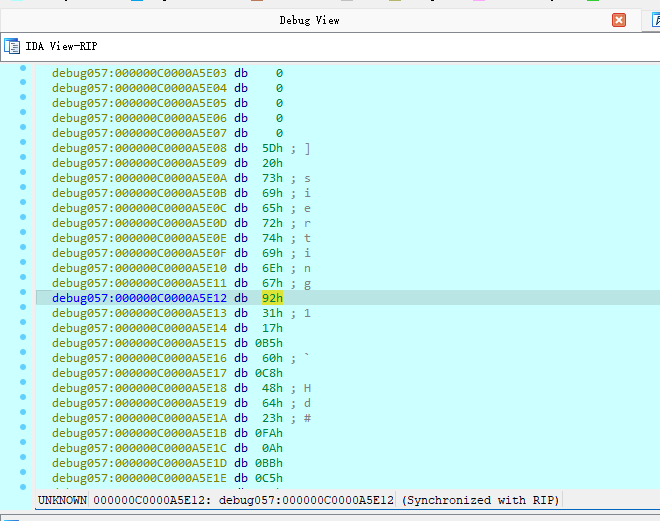 Debug View
IDA View-RIP
debug057:000000C0000A5E03 db 0
debug057:000000C0000A5E04 db 0
debug057:000000C0000A5E05 db 0
debug057:000000C0000A5E06 db 0
debug057:000000C0000A5E07 db 0
debug057:000000C0000A5E08 db 5Dh ; ]
debug057:000000C0000A5E09 db 20h
debug057:000000C0000A5E0A db 73h ; s
debug057:000000C0000A5E0B db 69h ; i
debug057:000000C0000A5E0C db 65h ; e
debug057:000000C0000A5E0D db 72h ; r
debug057:000000C0000A5E0E db 74h ; t
debug057:000000C0000A5E0F db 69h ; i
debug057:000000C0000A5E10 db 6Eh ; n
debug057:000000C0000A5E11 db 67h ; g
debug057:000000C0000A5E12 db 92h
debug057:000000C0000A5E13 db 31h ; 1
debug057:000000C0000A5E14 db 17h
debug057:000000C0000A5E15 db 0B5h
debug057:000000C0000A5E16 db 60h ; `
debug057:000000C0000A5E17 db 0C8h
debug057:000000C0000A5E18 db 48h ; H
debug057:000000C0000A5E19 db 64h ; d
debug057:000000C0000A5E1A db 23h ; #
debug057:000000C0000A5E1B db 0FAh
debug057:000000C0000A5E1C db 0Ah
debug057:000000C0000A5E1D db 0BBh
debug057:000000C0000A5E1E db 0C5h
UNKNOWN 000000C0000A5E12: debug057:000000C0000A5E12 (Synchronized with RIP)